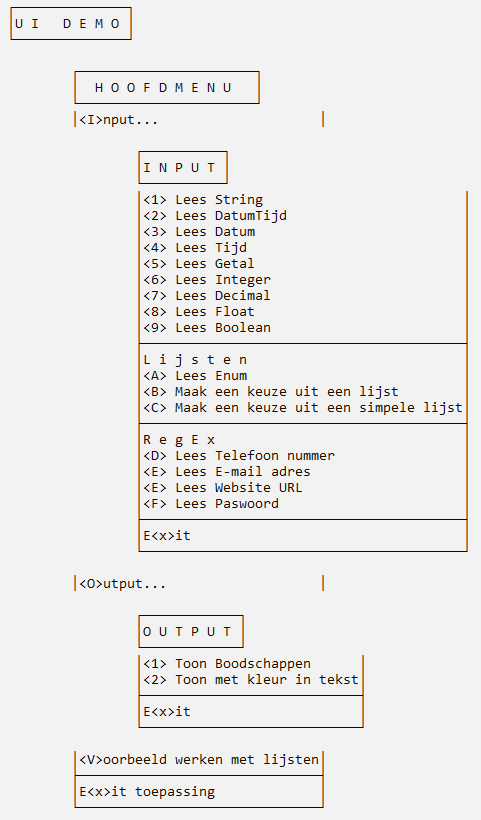 U I   D E M O
H O O F D M E N U
<I>nput...
I N P U T
<1> Lees String
<2> Lees DatumTijd
<3> Lees Datum
<4> Lees Tijd
<5> Lees Getal
<6> Lees Integer
<7> Lees Decimal
<8> Lees Float
<9> Lees Boolean
L i j s t e n
<A> Lees Enum
<B> Maak een keuze uit een lijst
<C> Maak een keuze uit een simpele lijst
R e g E x
<D> Lees Telefoon nummer
<E> Lees E-mail adres
<E> Lees Website URL
<F> Lees Paswoord
E<x>it
<O>utput...
O U T P U T
<1> Toon Boodschappen
<2> Toon met kleur in tekst
E<x>it
<V>oorbeeld werken met lijsten
E<x>it toepassing